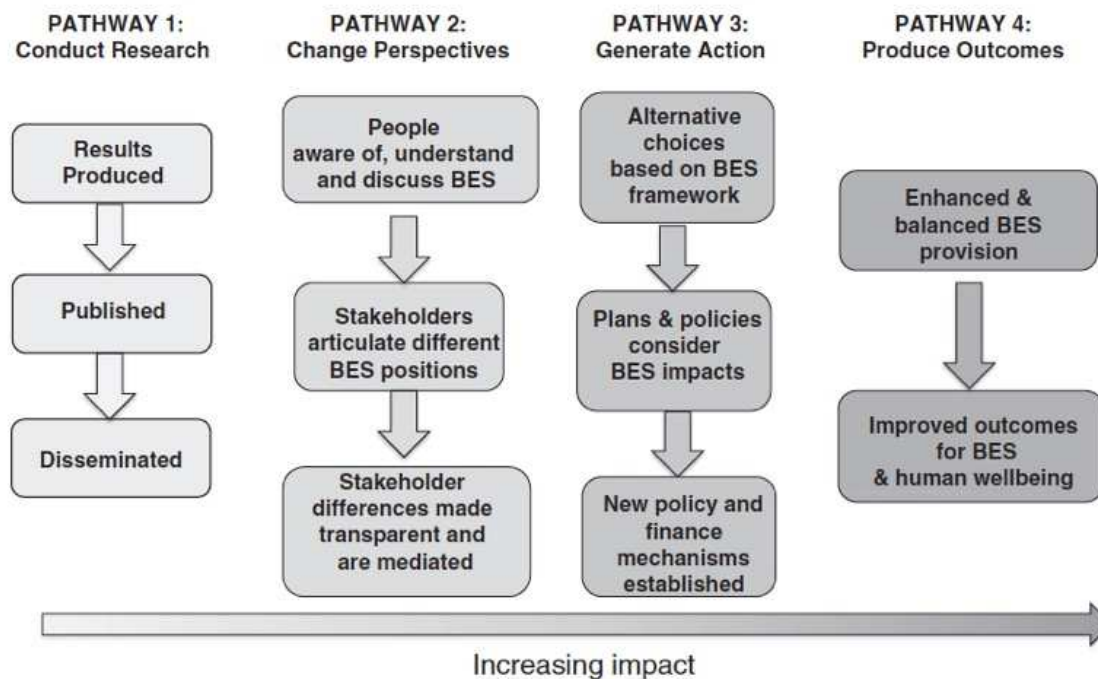 PATHWAY 1:
Conduct Research
Results
Produced
Published
Disseminated
PATHWAY 2:
Change Perspectives
People
aware of, understand
and discuss BES
Stakeholders
articulate different
BES positions
Stakeholder
differences made
transparent and
are mediated
PATHWAY 3:
Generate Action
Alternative
choices
based on BES
framework
Plans & policies
consider
BES impacts
New policy and
finance
mechanisms
established
PATHWAY 4:
Produce Outcomes
Enhanced &
balanced BES
provision
Improved outcomes
for BES
& human wellbeing
Increasing impact